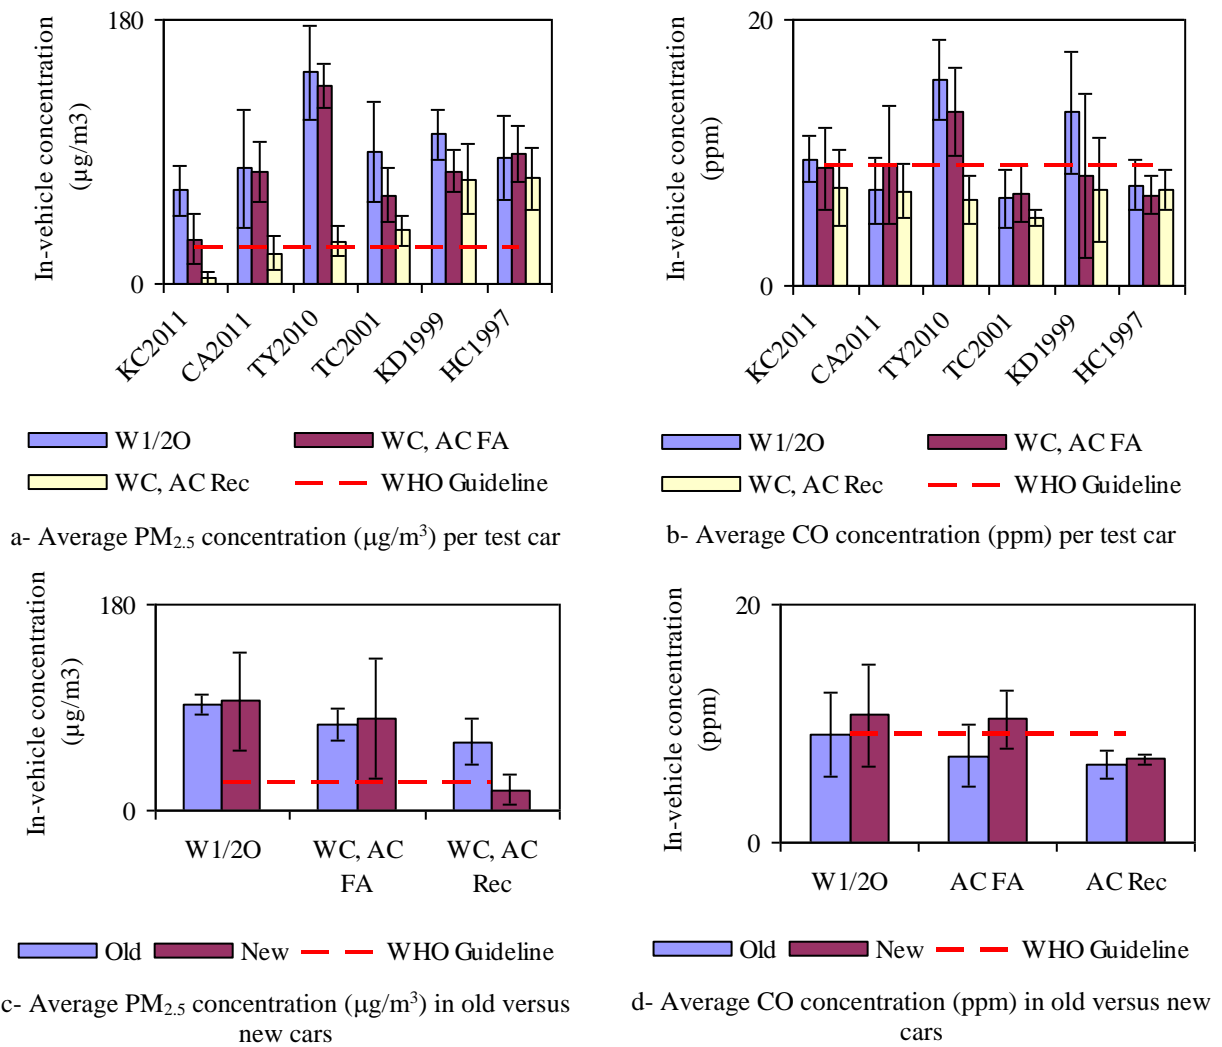 180
0
In-vehicle concentration
(µg/m3)
KC2011
CA2011
TY2010
TC2001
KD1999
HC1997
W1/2O
WC, AC FA
WC, AC Rec
WHO Guideline
a- Average PM2.5 concentration (µg/m³) per test car
20
0
In-vehicle concentration
(ppm)
KC2011
CA2011
TY2010
TC2001
KD1999
HC1997
W1/2O
WC, AC FA
WC, AC Rec
WHO Guideline
b- Average CO concentration (ppm) per test car
180
0
In-vehicle concentration
(µg/m3)
W1/2O
WC, AC
FA
WC, AC
Rec
Old
New
WHO Guideline
c- Average PM2.5 concentration (µg/m³) in old versus
new cars
20
0
In-vehicle concentration
(ppm)
W1/2O
AC FA
AC Rec
Old
New
WHO Guideline
d- Average CO concentration (ppm) in old versus new
cars